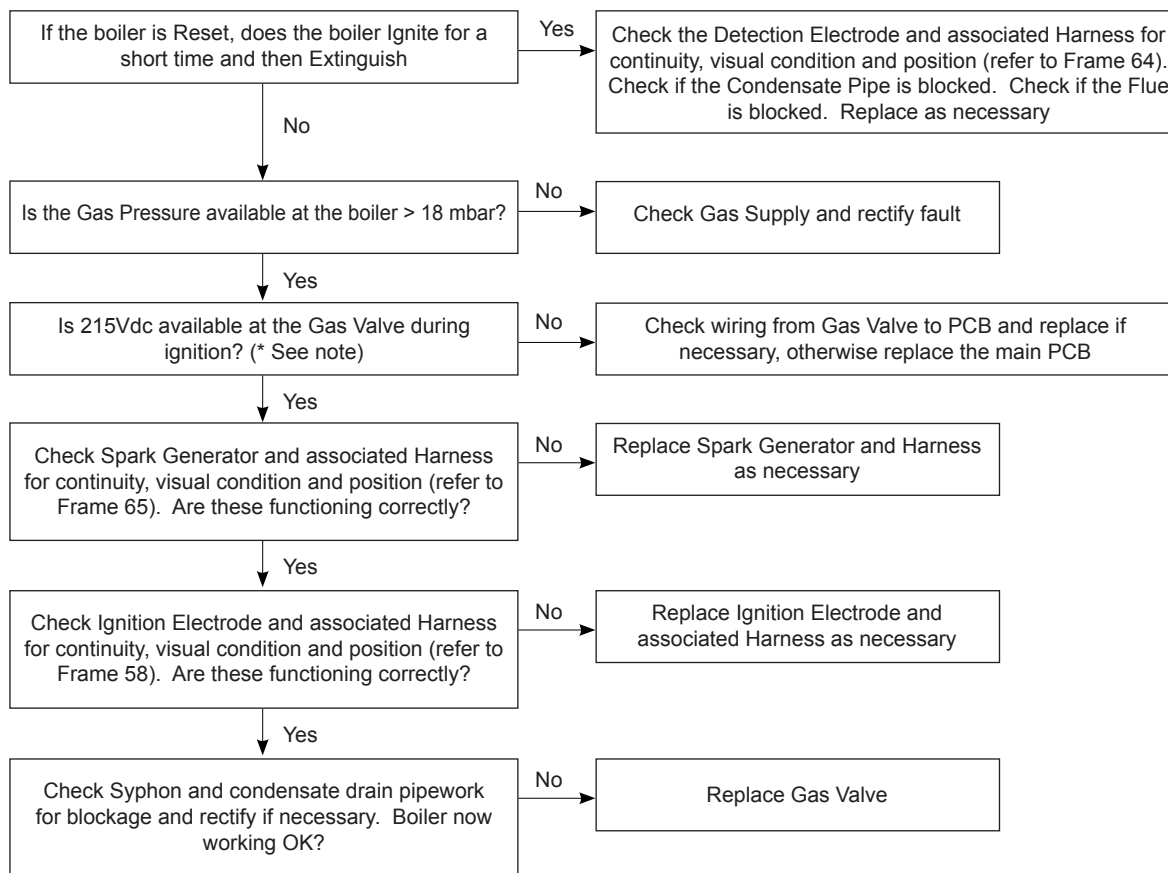 If the boiler is Reset, does the boiler Ignite for a
short time and then Extinguish
Yes
Check the Detection Electrode and associated Harness for
continuity, visual condition and position (refer to Frame 64).
Check if the Condensate Pipe is blocked.  Check if the Flue
is blocked.  Replace as necessary
No
Is the Gas Pressure available at the boiler > 18 mbar?
No
Check Gas Supply and rectify fault
Yes
Is 215Vdc available at the Gas Valve during
ignition? (* See note)
No
Check wiring from Gas Valve to PCB and replace if
necessary, otherwise replace the main PCB
Yes
Check Spark Generator and associated Harness
for continuity, visual condition and position (refer to
Frame 65).  Are these functioning correctly?
No
Replace Spark Generator and Harness
as necessary
Yes
Check Ignition Electrode and associated Harness
for continuity, visual condition and position (refer to
Frame 58).  Are these functioning correctly?
No
Replace Ignition Electrode and
associated Harness as necessary
Yes
Check Syphon and condensate drain pipework
for blockage and rectify if necessary.  Boiler now
working OK?
No
Replace Gas Valve